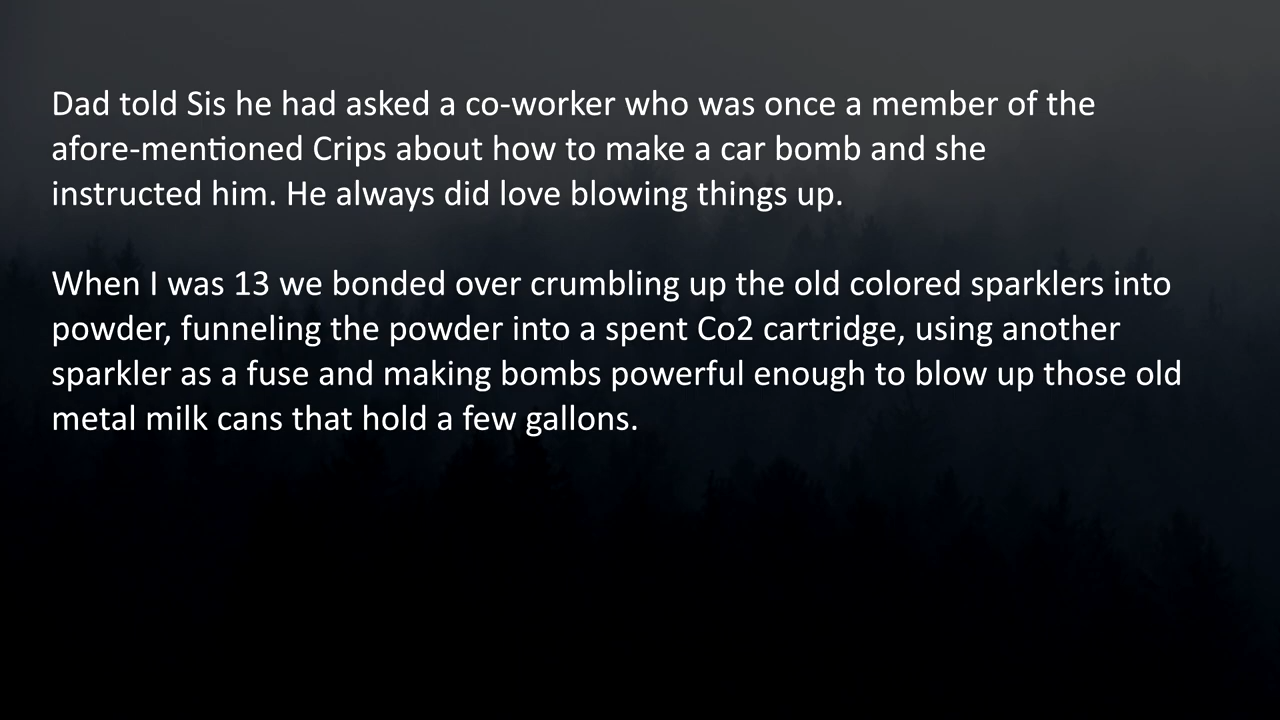 Dad told Sis he had asked a co-worker who was once a member of the
afore-mentioned Crips about how to make a car bomb and she
instructed him. He always did love blowing things up.
When I was 13 we bonded over crumbling up the old colored sparklers into
powder, funneling the powder into a spent Co2 cartridge, using another
sparkler as a fuse and making bombs powerful enough to blow up those old
metal milk cans that hold a few gallons.